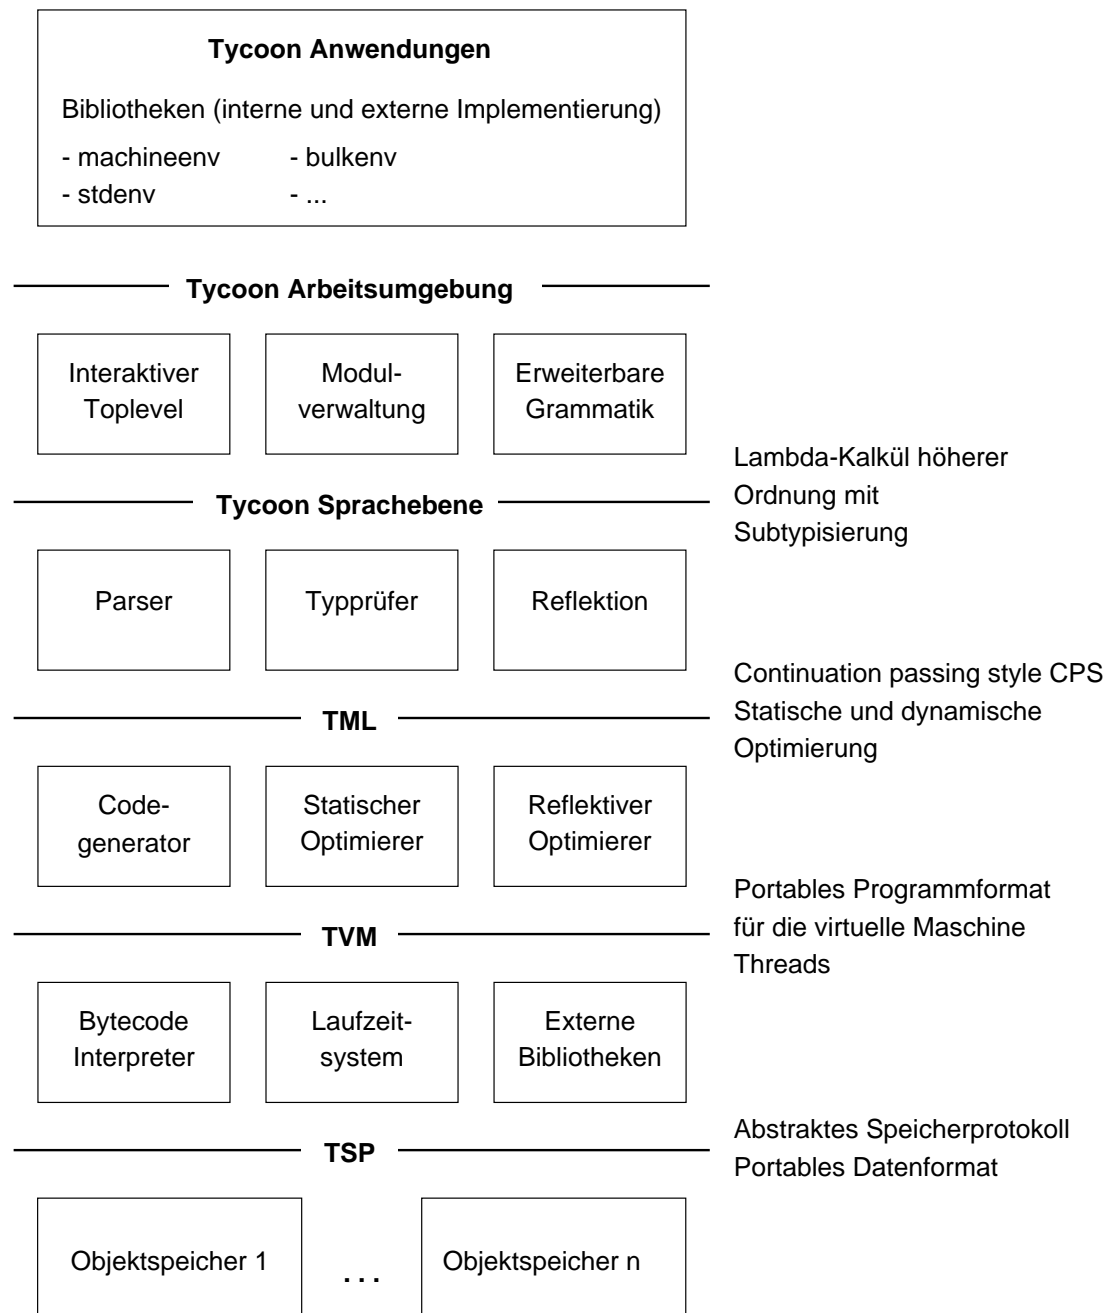 Tycoon Anwendungen
Bibliotheken (interne und externe Implementierung)
- machineenv - bulkenv
- stdenv - ...
Tycoon Arbeitsumgebung
Interaktiver
Toplevel
Modul-
verwaltung
Erweiterbare
Grammatik
Lambda-Kalkül höherer
Ordnung mit
Subtypisierung
Tycoon Sprachebene
Parser
Typprüfer
Reflektion
Continuation passing style CPS
Statische und dynamische
Optimierung
TML
Code-
generator
Statischer
Optimierer
Reflektiver
Optimierer
Portables Programmformat
für die virtuelle Maschine
Threads
TVM
Bytecode
Interpreter
Laufzeit-
system
Externe
Bibliotheken
Abstraktes Speicherprotokoll
Portables Datenformat
TSP
Objektspeicher 1
. . .
Objektspeicher n